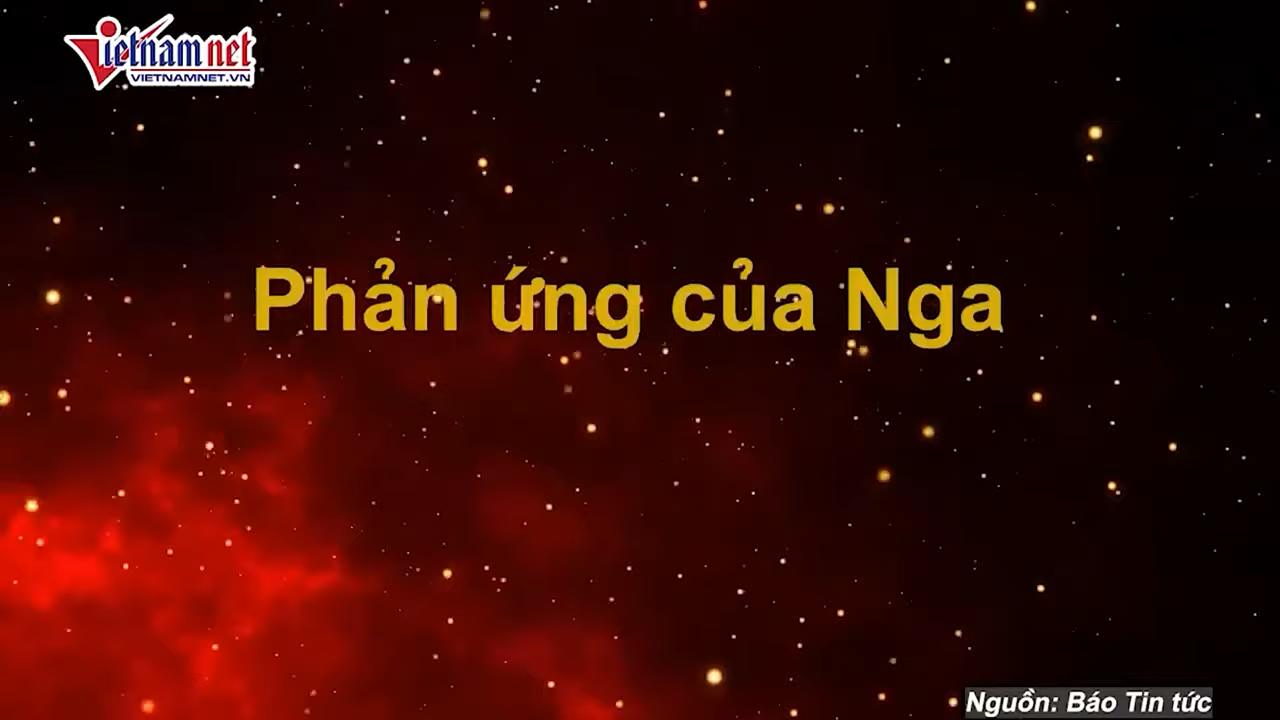 Vietnamnet
VIETNAMNET.VN
Phản ứng của Nga
Nguồn: Báo Tin tức